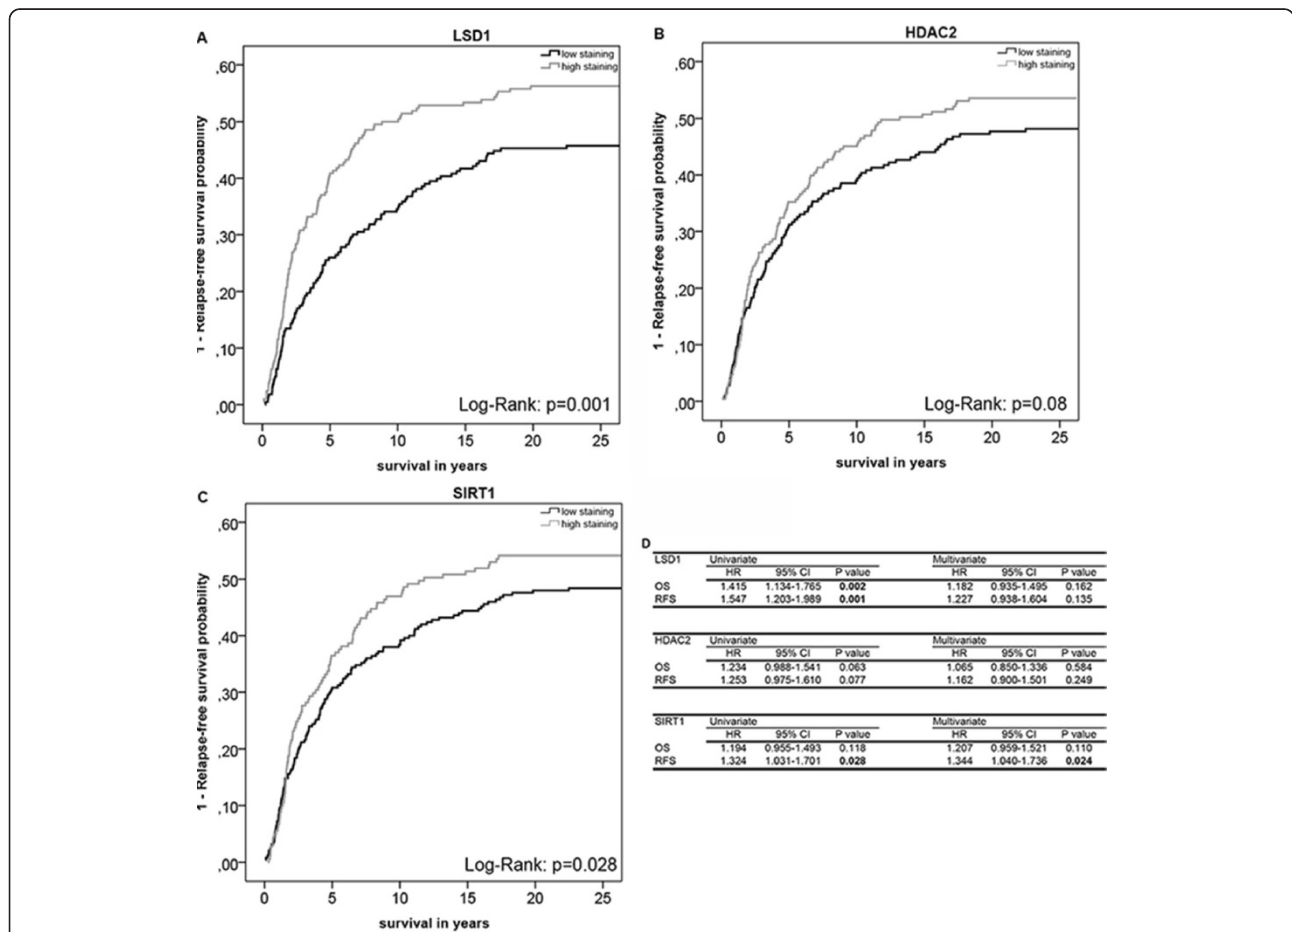 A
LSD1
low staining
high staining
1 - Relapse-free survival probability
,60
,50
,40
,30
,20
,10
,00
Log-Rank: p=0.001
0 5 10 15 20 25
survival in years
B
HDAC2
low staining
high staining
1 - Relapse-free survival probability
,60
,50
,40
,30
,20
,10
,00
Log-Rank: p=0.08
0 5 10 15 20 25
survival in years
C
SIRT1
low staining
high staining
1 - Relapse-free survival probability
,60
,50
,40
,30
,20
,10
,00
Log-Rank: p=0.028
0 5 10 15 20 25
survival in years
D
LSD1 Univariate Multivariate
HR 95% CI P value HR 95% CI P value
OS 1.415 1.134-1.765 0.002 1.182 0.935-1.495 0.162
RFS 1.547 1.203-1.989 0.001 1.227 0.938-1.604 0.135
HDAC2 Univariate Multivariate
HR 95% CI P value HR 95% CI P value
OS 1.234 0.988-1.541 0.063 1.065 0.850-1.336 0.584
RFS 1.253 0.975-1.610 0.077 1.162 0.900-1.501 0.249
SIRT1 Univariate Multivariate
HR 95% CI P value HR 95% CI P value
OS 1.194 0.955-1.493 0.118 1.207 0.959-1.521 0.110
RFS 1.324 1.031-1.701 0.028 1.344 1.040-1.736 0.024